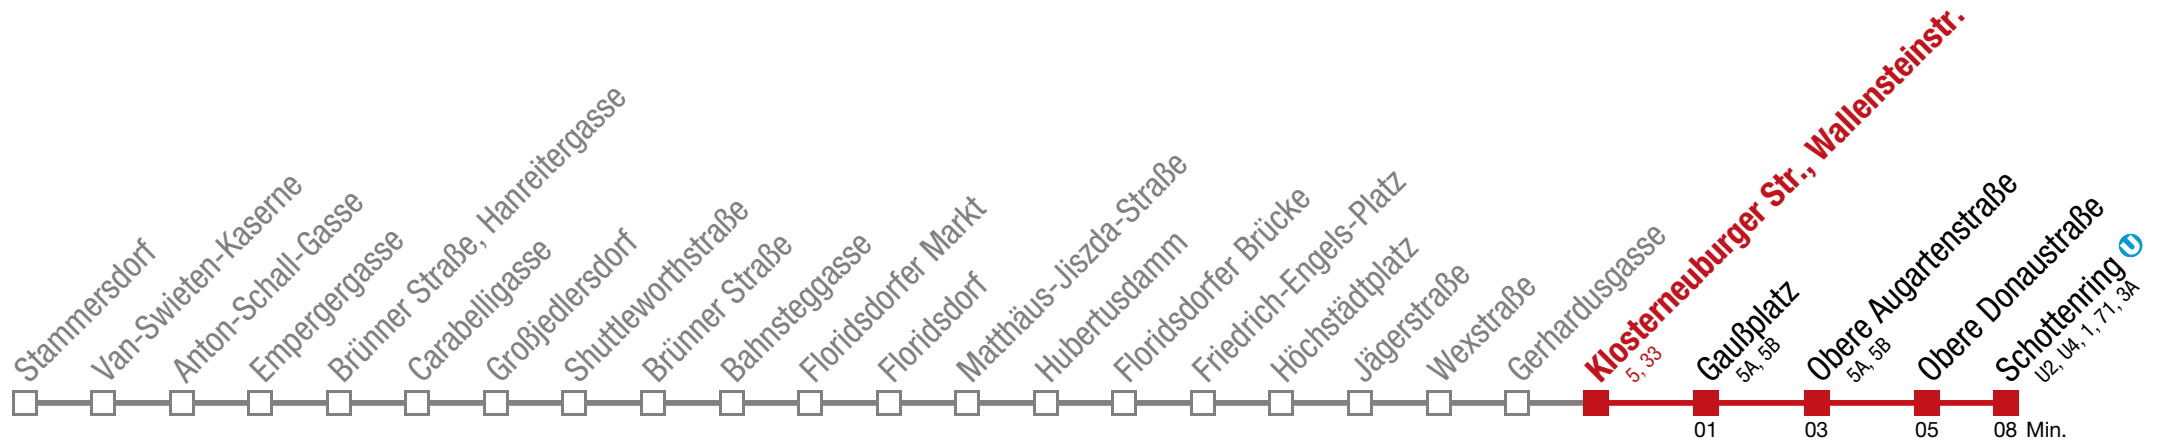 Stammersdorf
Van-Swieten-Kaserne
Anton-Schall-Gasse
Empergergasse
Brünner Straße, Hanreitergasse
Carabelligasse
Großjedlersdorf
Shuttleworthstraße
Brünner Straße
Bahnsteggasse
Floridsdorfer Markt
Floridsdorf
Matthäus-Jiszda-Straße
Hubertusdamm
Floridsdorfer Brücke
Friedrich-Engels-Platz
Höchstädtplatz
Jägerstraße
Wexstraße
Gerhardusgasse
Klosterneuburger Str., Wallensteinstr.
5, 33
Gaußplatz
5A, 5B
Obere Augartenstraße
5A, 5B
Obere Donaustraße
Schottenring U
U2, U4, 1, 71, 3A
01 03 05 08 Min.